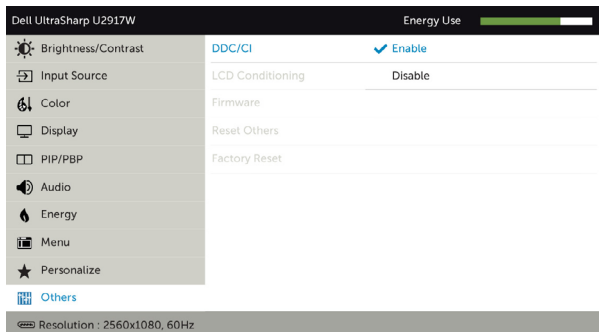 Dell UltraSharp U2917W Energy Use
Brightness/Contrast DDC/CI Enable
Input Source LCD Conditioning Disable
Color Firmware
Display Reset Others
PIP/PBP Factory Reset
Audio
Energy
Menu
Personalize
Others
Resolution : 2560x1080, 60Hz